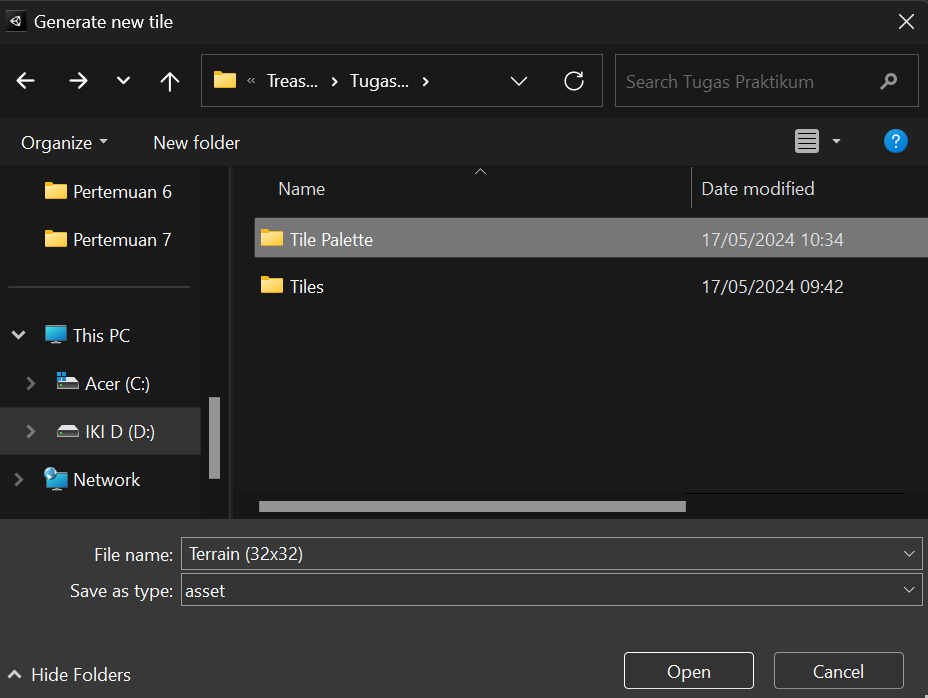 Generate new tile
« Treas... › Tugas... ›
Search Tugas Praktikum
Organize
New folder
?
Pertemuan 6
Pertemuan 7
This PC
Acer (C:)
IKI D (D:)
Network
Name Date modified
Tile Palette 17/05/2024 10:34
Tiles 17/05/2024 09:42
File name: Terrain (32x32)
Save as type: asset
Hide Folders
Open
Cancel